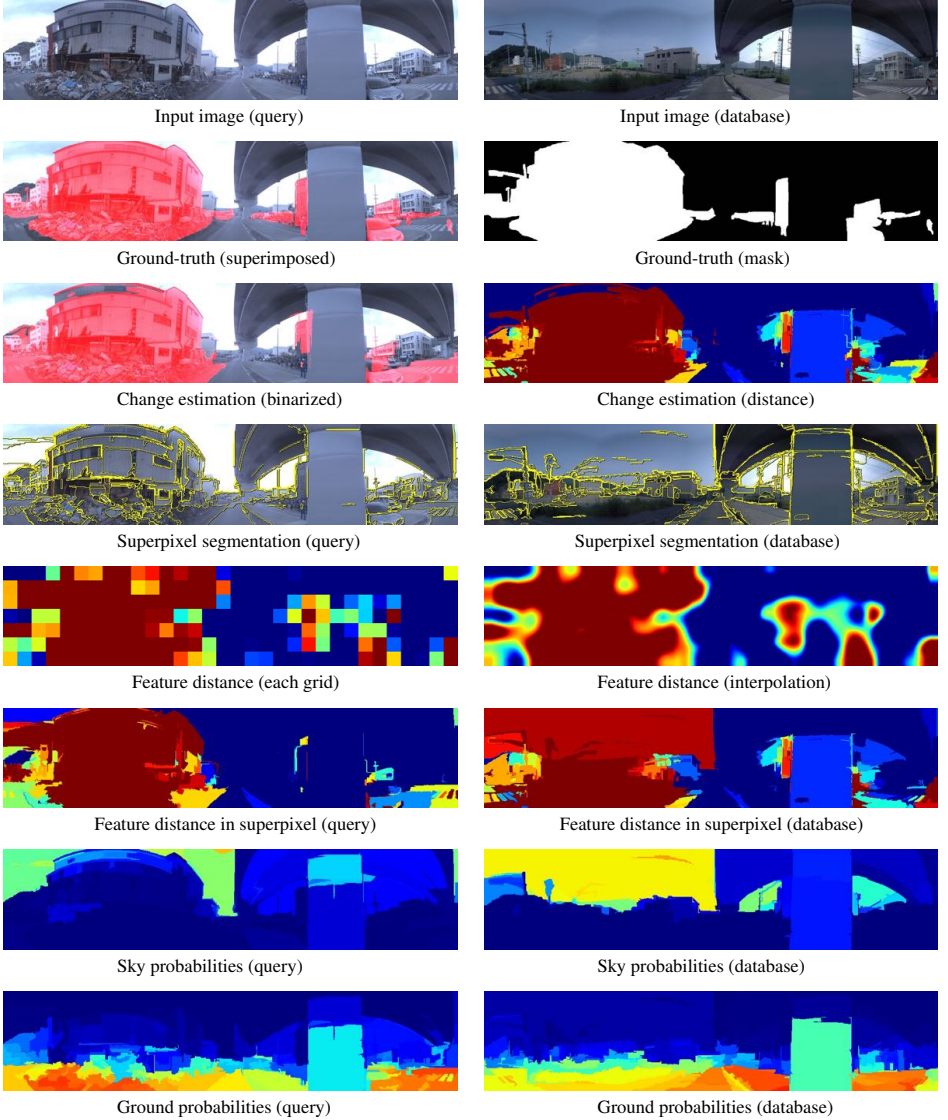 Input image (query)
Input image (database)
Ground-truth (superimposed)
Ground-truth (mask)
Change estimation (binarized)
Change estimation (distance)
Superpixel segmentation (query)
Superpixel segmentation (database)
Feature distance (each grid)
Feature distance (interpolation)
Feature distance in superpixel (query)
Feature distance in superpixel (database)
Sky probabilities (query)
Sky probabilities (database)
Ground probabilities (query)
Ground probabilities (database)